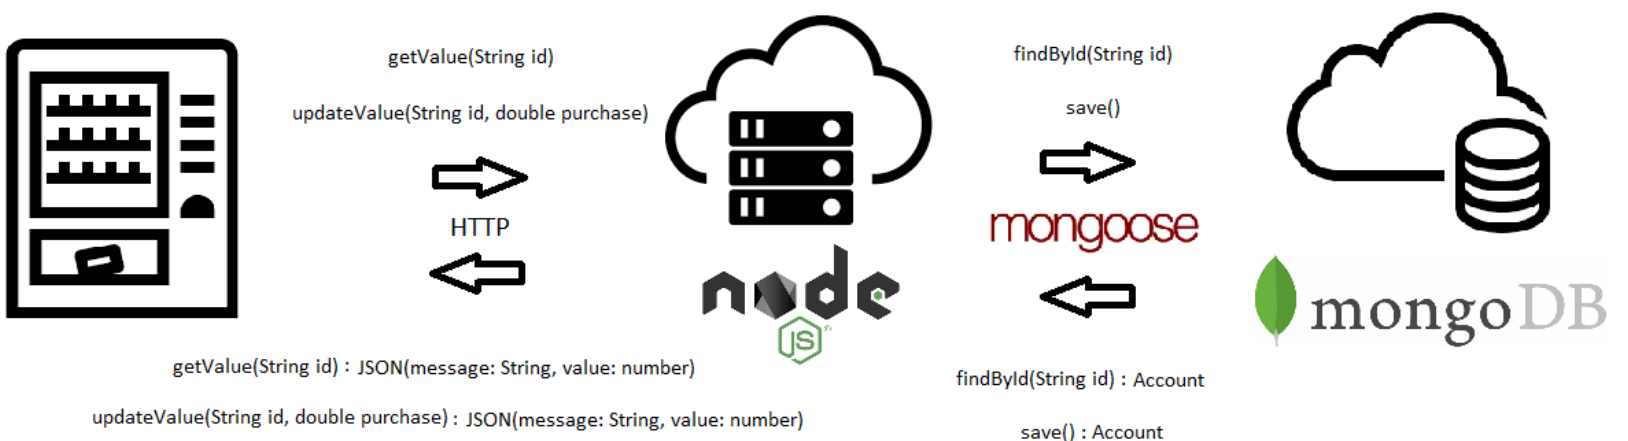 getValue(String id)
updateValue(String id, double purchase)
HTTP
getValue(String id) : JSON(message: String, value: number)
updateValue(String id, double purchase) : JSON(message: String, value: number)
node
JS
findById(String id)
save()
mongoose
findById(String id) : Account
save() : Account
mongoDB